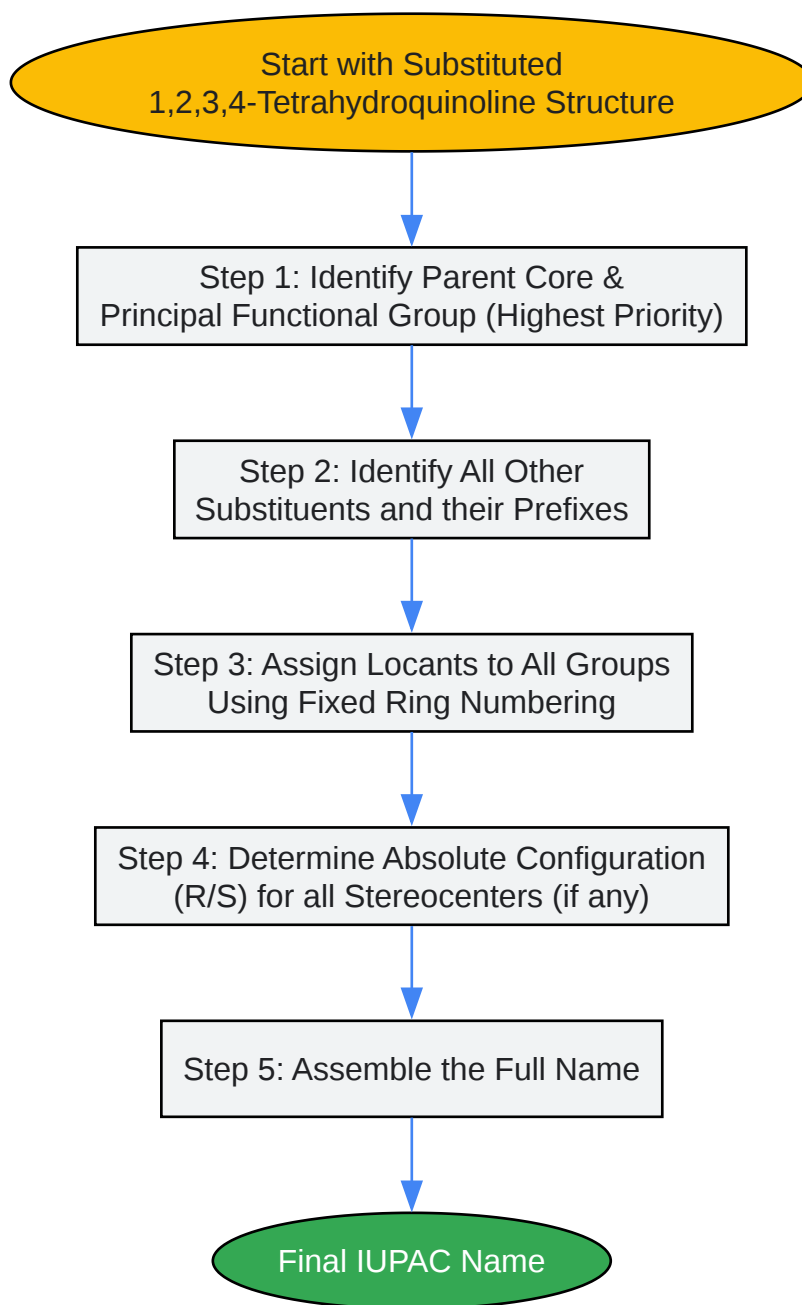 Start with Substituted
1,2,3,4-Tetrahydroquinoline Structure
Step 1: Identify Parent Core &
Principal Functional Group (Highest Priority)
Step 2: Identify All Other
Substituents and their Prefixes
Step 3: Assign Locants to All Groups
Using Fixed Ring Numbering
Step 4: Determine Absolute Configuration
(R/S) for all Stereocenters (if any)
Step 5: Assemble the Full Name
Final IUPAC Name